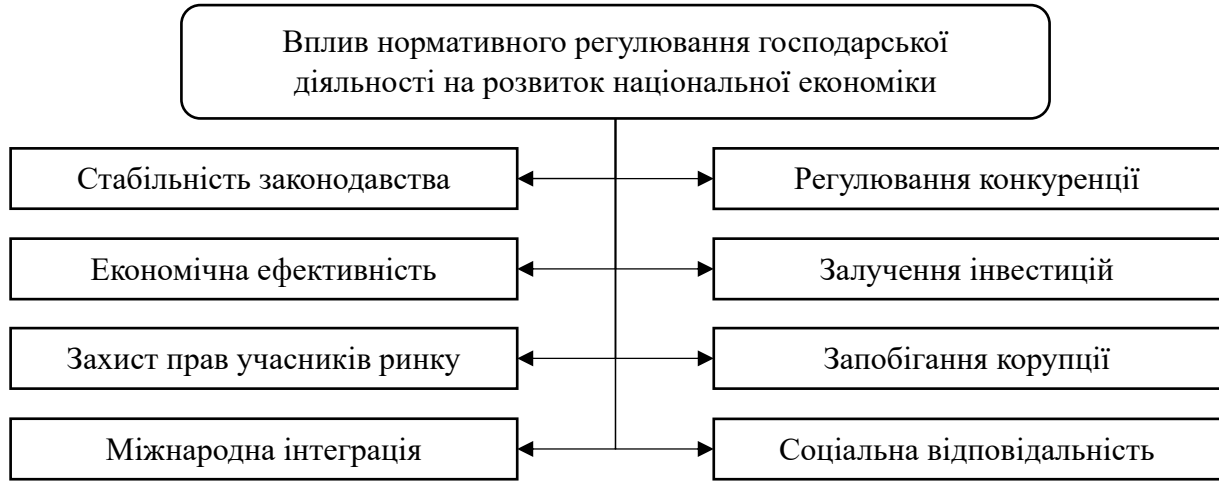 Вплив нормативного регулювання господарської
діяльності на розвиток національної економіки
Стабільність законодавства
Регулювання конкуренції
Економічна ефективність
Залучення інвестицій
Захист прав учасників ринку
Запобігання корупції
Міжнародна інтеграція
Соціальна відповідальність